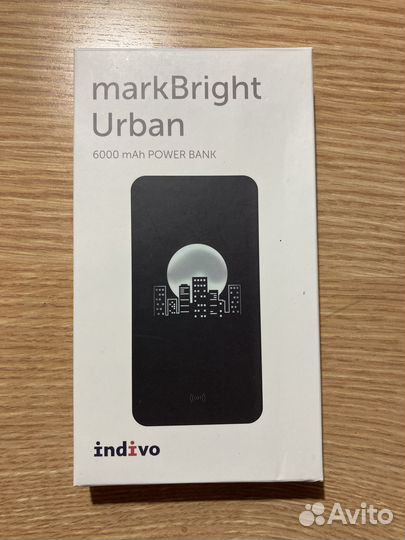 markBright
Urban
6000 mAh POWER BANK
indivo
Avito